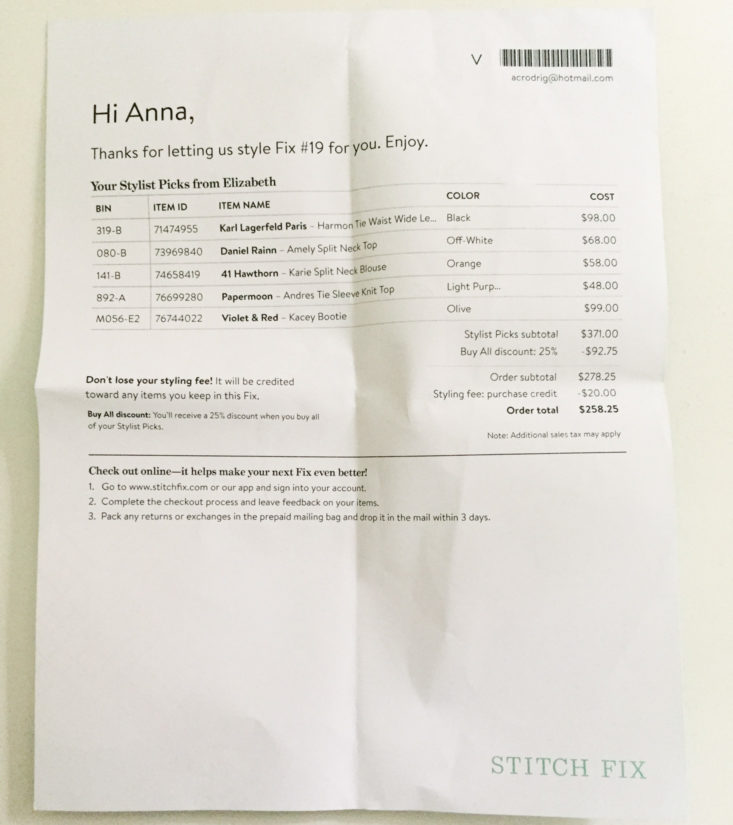 V
acrodrig@hotmail.com
Hi Anna,
Thanks for letting us style Fix #19 for you. Enjoy.
Your Stylist Picks from Elizabeth
BIN ITEM ID ITEM NAME COLOR COST
319-B 71474955 Karl Lagerfeld Paris - Harmon Tie Waist Wide Le... Black $98.00
080-B 73969840 Daniel Rainn - Amely Split Neck Top Off-White $68.00
141-B 74658419 41 Hawthorn - Karie Split Neck Blouse Orange $58.00
892-A 76699280 Papermoon - Andres Tie Sleeve Knit Top Light Purp... $48.00
M056-E2 76744022 Violet & Red - Kacey Bootie Olive $99.00
Stylist Picks subtotal $371.00
Buy All discount: 25% -$92.75
Order subtotal $278.25
Styling fee: purchase credit -$20.00
Order total $258.25
Note: Additional sales tax may apply
Don't lose your styling fee! It will be credited
toward any items you keep in this Fix.
Buy All discount: You'll receive a 25% discount when you buy all
of your Stylist Picks.
Check out online—it helps make your next Fix even better!
1. Go to www.stitchfix.com or our app and sign into your account.
2. Complete the checkout process and leave feedback on your items.
3. Pack any returns or exchanges in the prepaid mailing bag and drop it in the mail within 3 days.
STITCH FIX